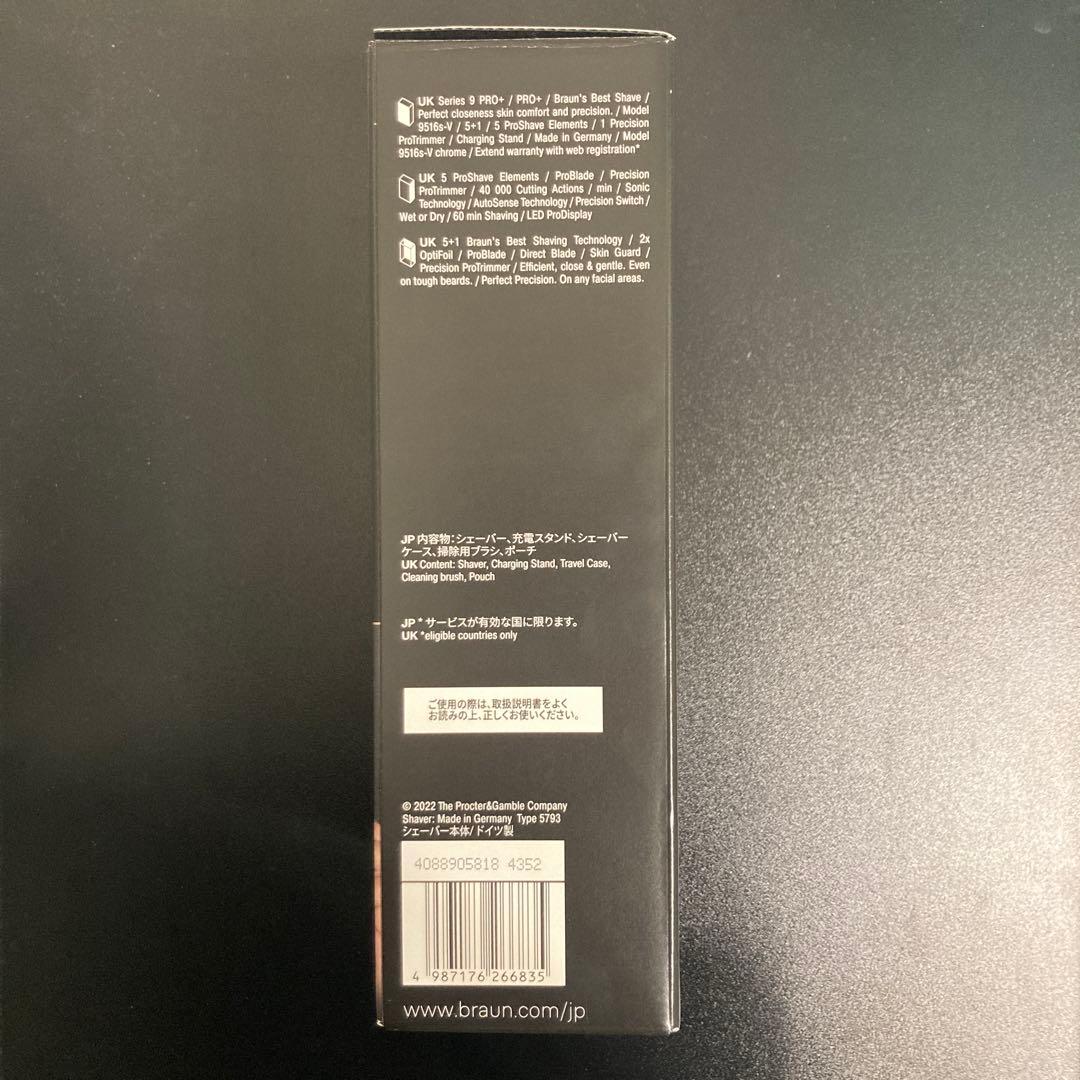 UK Series 9 PRO+ / PRO+ / Braun's Best Shave /
Perfect closeness skin comfort and precision. / Model
9516s-V / 5+1 / 5 ProShave Elements / 1 Precision
ProTrimmer / Charging Stand / Made in Germany / Model
9516s-V chrome / Extend warranty with web registration*
UK 5 ProShave Elements / ProBlade / Precision
ProTrimmer / 40 000 Cutting Actions / min / Sonic
Technology / AutoSense Technology / Precision Switch /
Wet or Dry / 60 min Shaving / LED ProDisplay
UK 5+1 Braun's Best Shaving Technology / 2x
OptiFoil / ProBlade / Direct Blade / Skin Guard /
Precision ProTrimmer / Efficient, close & gentle. Even
on tough beards. / Perfect Precision. On any facial areas.
JP 内容物：シェーバー、充電スタンド、シェーバー
ケース、掃除用ブラシ、ポーチ
UK Content: Shaver, Charging Stand, Travel Case,
Cleaning brush, Pouch
JP * サービスが有効な国に限ります。
UK *eligible countries only
ご使用の際は、取扱説明書をよく
お読みの上、正しくお使いください。
© 2022 The Procter&Gamble Company
Shaver: Made in Germany Type 5793
シェーバー本体/ドイツ製
4088905818 4352
4 987176 266835
www.braun.com/jp